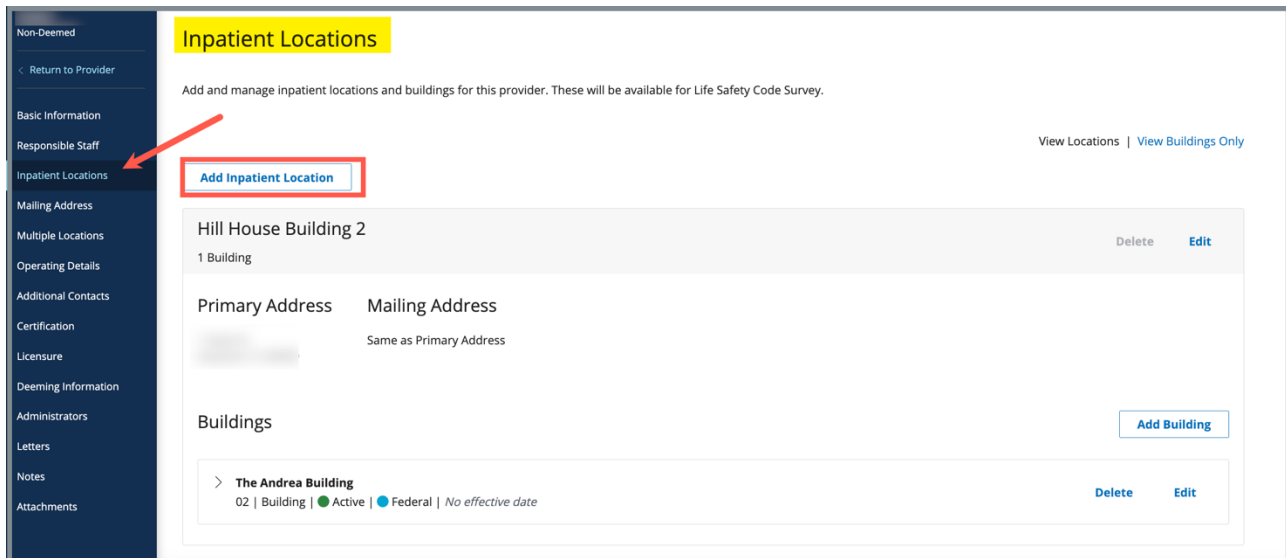 Non-Deemed
< Return to Provider
Basic Information
Responsible Staff
Inpatient Locations
Mailing Address
Multiple Locations
Operating Details
Additional Contacts
Certification
Licensure
Deeming Information
Administrators
Letters
Notes
Attachments
Inpatient Locations
Add and manage inpatient locations and buildings for this provider. These will be available for Life Safety Code Survey.
View Locations | View Buildings Only
Add Inpatient Location
Hill House Building 2
1 Building
Delete Edit
Primary Address Mailing Address
Same as Primary Address
Buildings
Add Building
The Andrea Building
02 | Building | Active | Federal | No effective date
Delete Edit